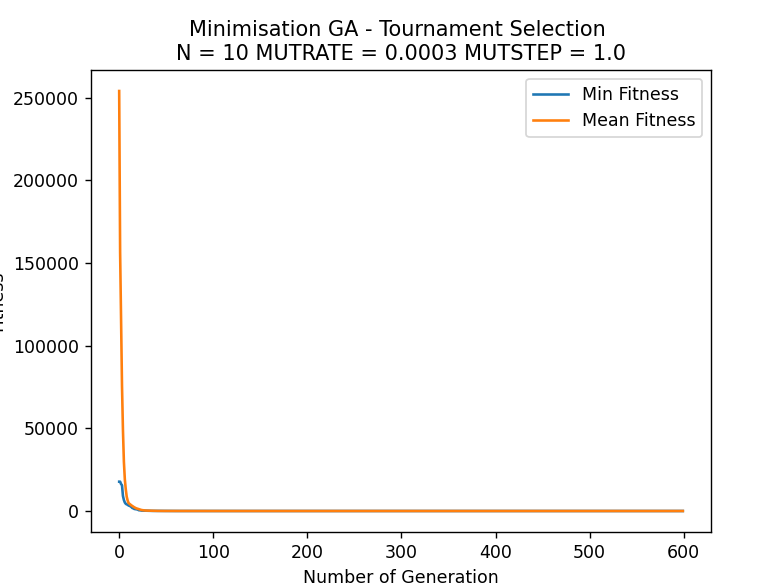 Minimisation GA - Tournament Selection
N = 10 MUTRATE = 0.0003 MUTSTEP = 1.0
Min Fitness
Mean Fitness
250000
200000
150000
100000
50000
0
0 100 200 300 400 500 600
Number of Generation